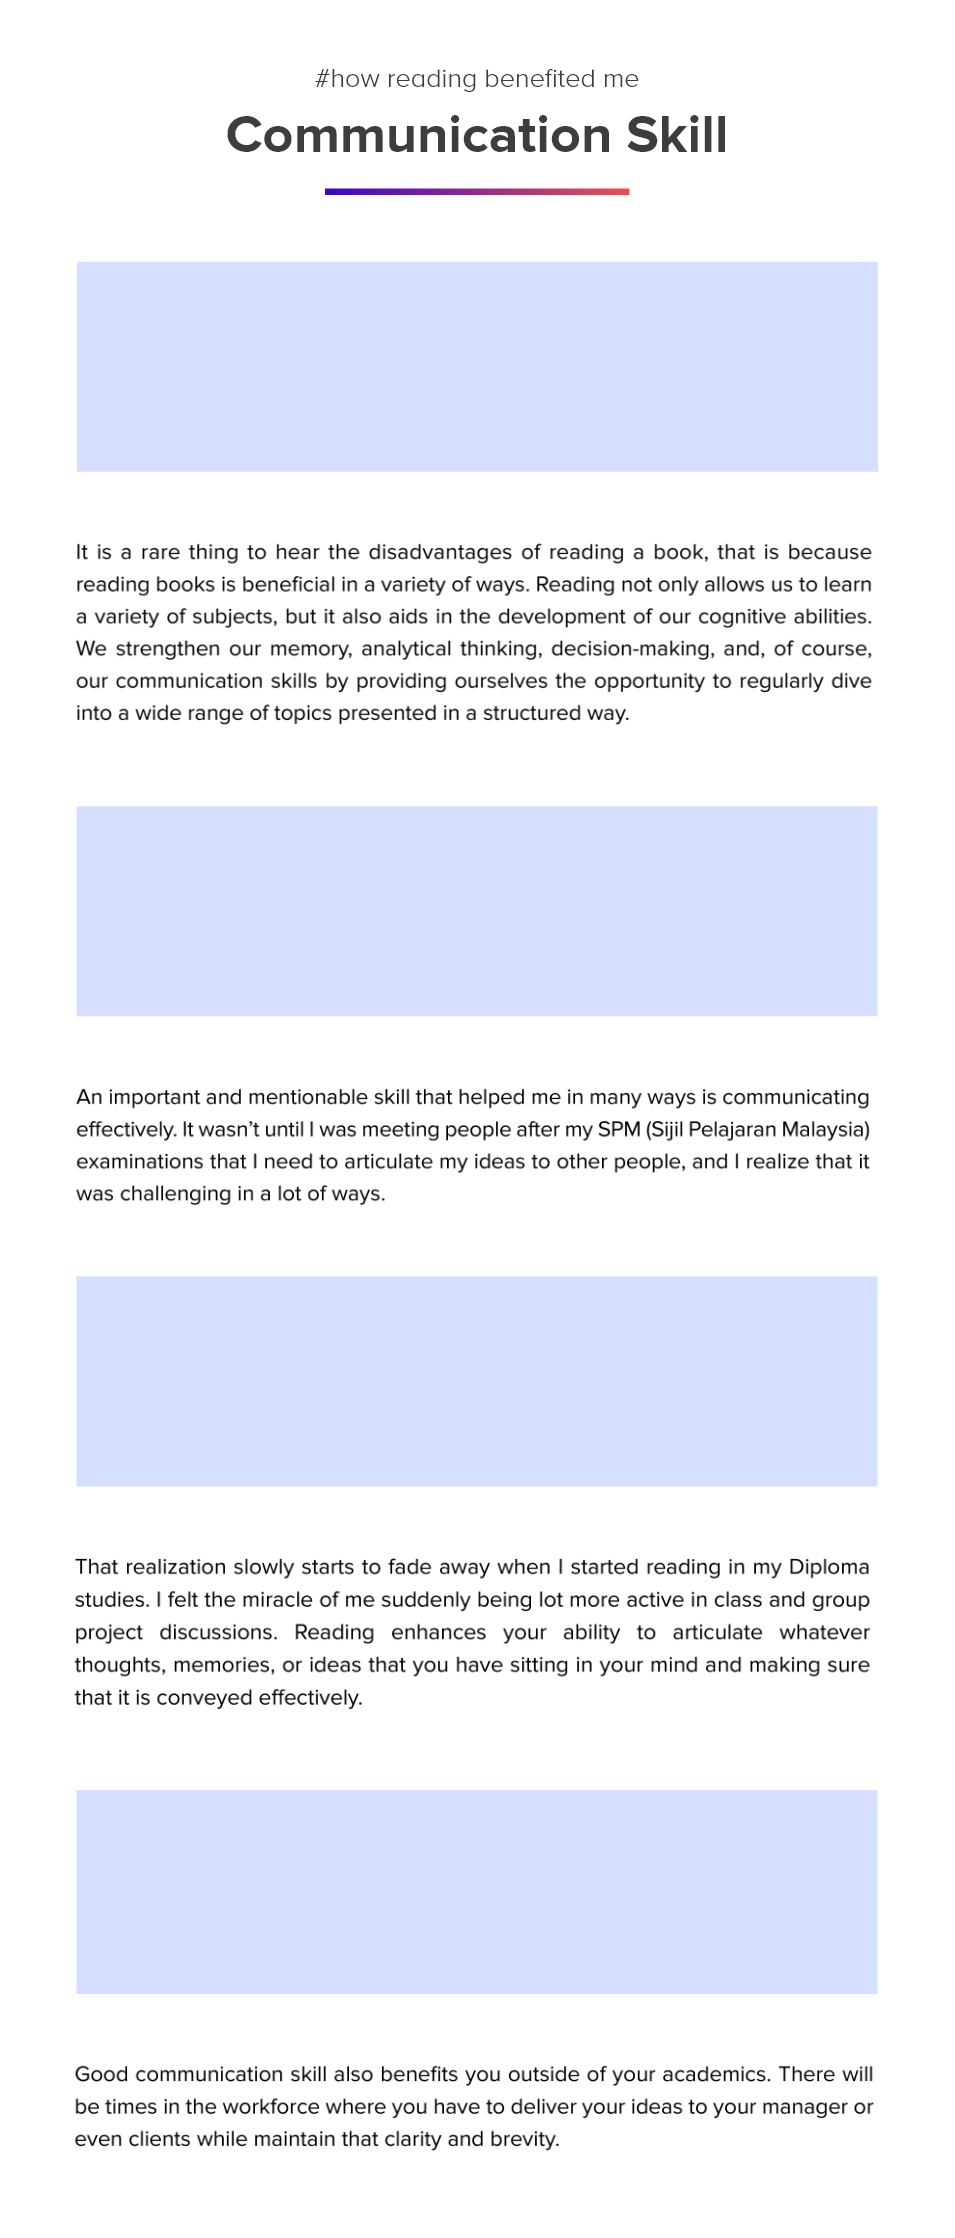 #how reading benefited me
Communication Skill
It is a rare thing to hear the disadvantages of reading a book, that is because
reading books is beneficial in a variety of ways. Reading not only allows us to learn
a variety of subjects, but it also aids in the development of our cognitive abilities.
We strengthen our memory, analytical thinking, decision-making, and, of course,
our communication skills by providing ourselves the opportunity to regularly dive
into a wide range of topics presented in a structured way.
An important and mentionable skill that helped me in many ways is communicating
effectively. It wasn’t until I was meeting people after my SPM (Sijil Pelajaran Malaysia)
examinations that I need to articulate my ideas to other people, and I realize that it
was challenging in a lot of ways.
That realization slowly starts to fade away when I started reading in my Diploma
studies. I felt the miracle of me suddenly being lot more active in class and group
project discussions. Reading enhances your ability to articulate whatever
thoughts, memories, or ideas that you have sitting in your mind and making sure
that it is conveyed effectively.
Good communication skill also benefits you outside of your academics. There will
be times in the workforce where you have to deliver your ideas to your manager or
even clients while maintain that clarity and brevity.